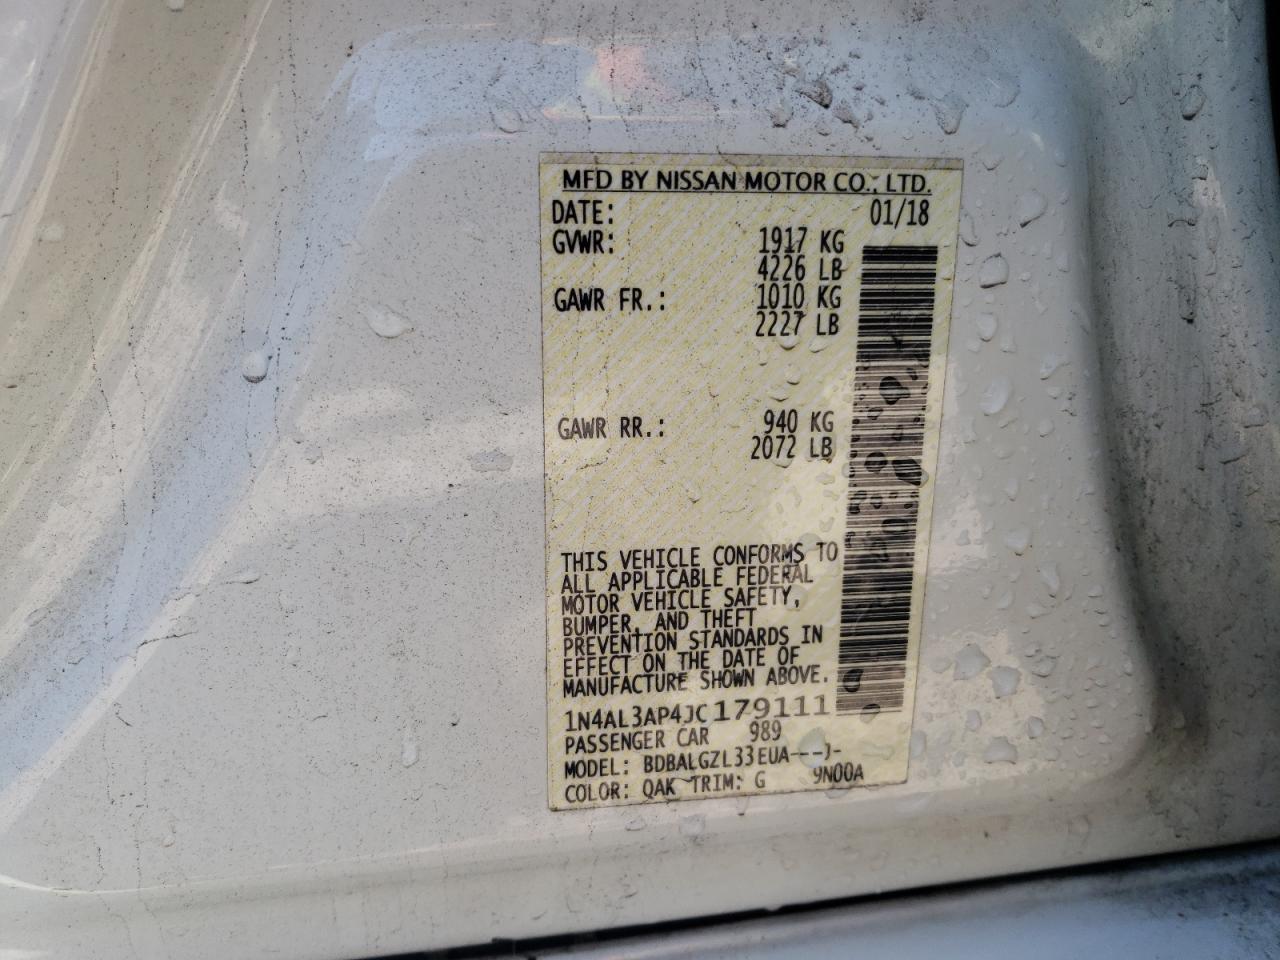 MFD BY NISSAN MOTOR CO., LTD.
DATE: 01/18
GVWR: 1917 KG
4226 LB
GAWR FR.: 1010 KG
2227 LB
GAWR RR.: 940 KG
2072 LB
THIS VEHICLE CONFORMS TO
ALL APPLICABLE FEDERAL
MOTOR VEHICLE SAFETY,
BUMPER, AND THEFT
PREVENTION STANDARDS IN
EFFECT ON THE DATE OF
MANUFACTURE SHOWN ABOVE.
1N4AL3AP4JC179111
PASSENGER CAR 989
MODEL: BDBALGZL33EUA---J-
COLOR: QAK TRIM: G 9N00A